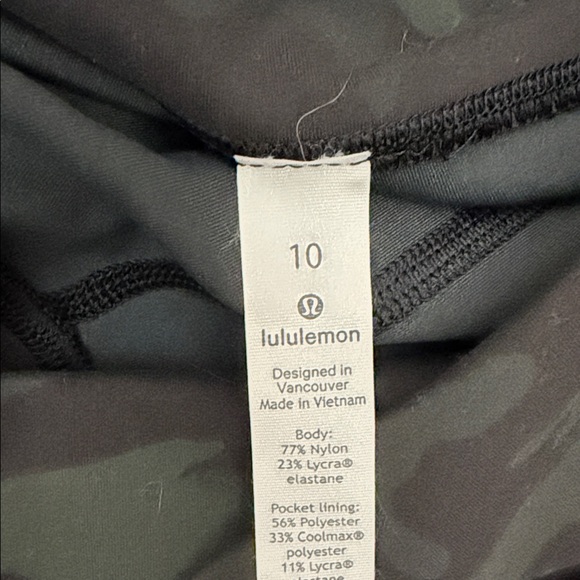 10
lululemon
Designed in
Vancouver
Made in Vietnam
Body:
77% Nylon
23% Lycra®
elastane
Pocket lining:
56% Polyester
33% Coolmax®
polyester
11% Lycra®
elastane